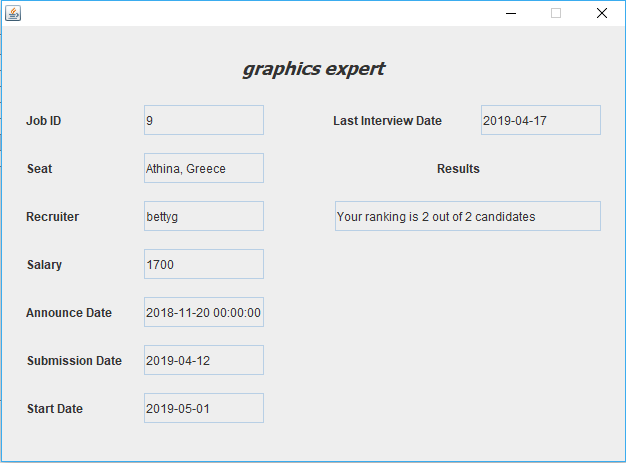 graphics expert
Job ID 9 Last Interview Date 2019-04-17
Seat Athina, Greece Results
Recruiter bettyg Your ranking is 2 out of 2 candidates
Salary 1700
Announce Date 2018-11-20 00:00:00
Submission Date 2019-04-12
Start Date 2019-05-01